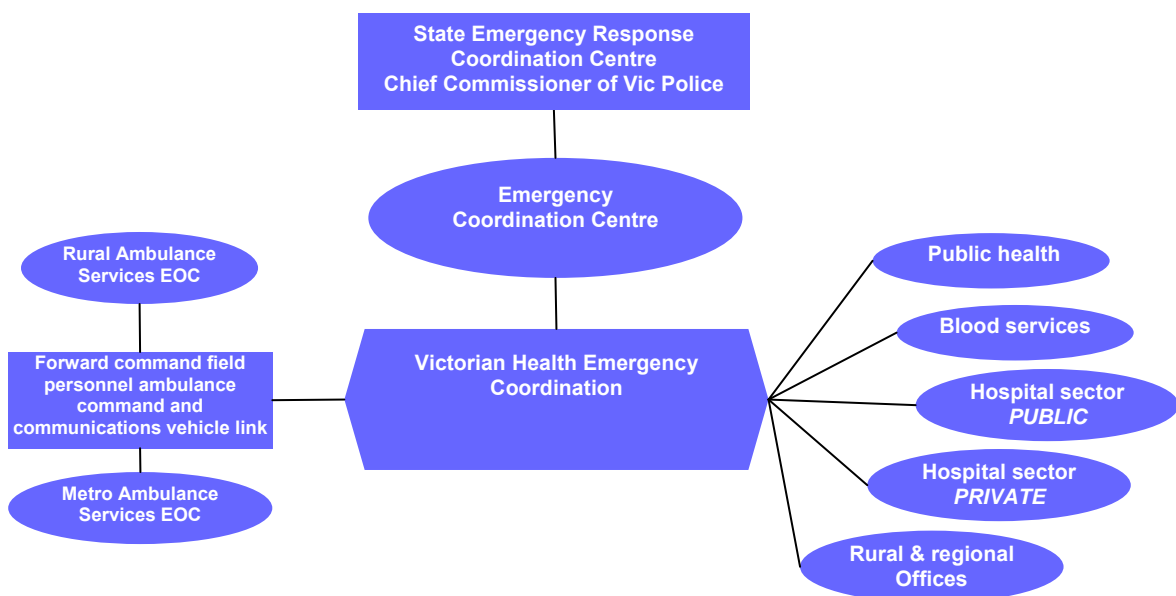 State Emergency Response
Coordination Centre
Chief Commissioner of Vic Police
Emergency
Coordination Centre
Rural Ambulance
Services EOC
Forward command field
personnel ambulance
command and
communications vehicle link
Metro Ambulance
Services EOC
Victorian Health Emergency
Coordination
Public health
Blood services
Hospital sector
PUBLIC
Hospital sector
PRIVATE
Rural & regional
Offices